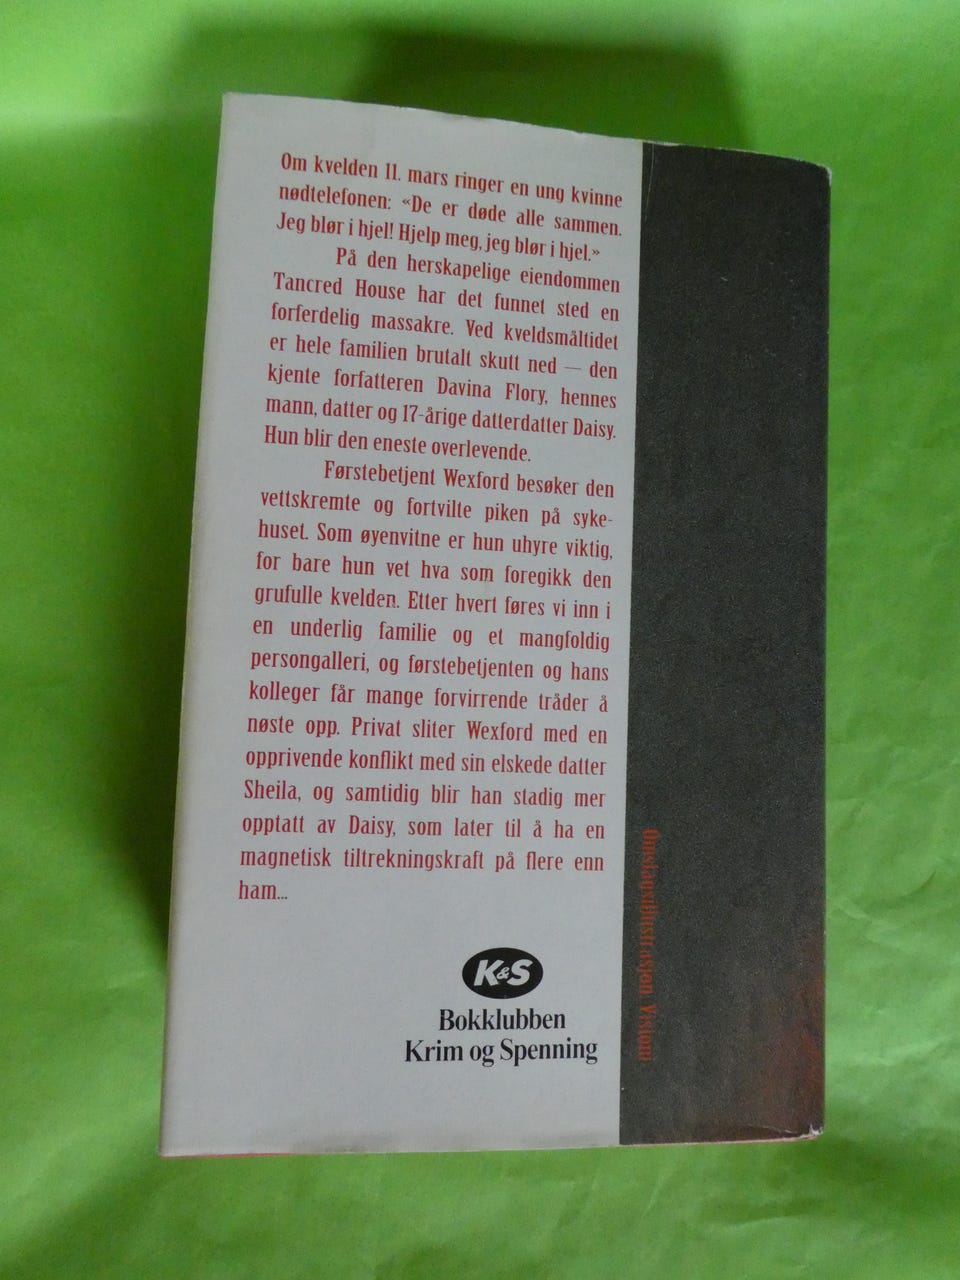 Om kvelden 11. mars ringer en ung kvinne
nødtelefonen: «De er døde alle sammen.
Jeg blør i hjel! Hjelp meg, jeg blør i hjel.»
På den herskapelige eiendommen
Tancred House har det funnet sted en
forferdelig massakre. Ved kveldsmåltidet
er hele familien brutalt skutt ned — den
kjente forfatteren Davina Flory, hennes
mann, datter og 17-årige datterdatter Daisy.
Hun blir den eneste overlevende.
Førstebetjent Wexford besøker den
vettskremte og fortvilte piken på syke-
huset. Som øyenvitne er hun uhyre viktig,
for bare hun vet hva som foregikk den
grufulle kvelden. Etter hvert føres vi inn i
en underlig familie og et mangfoldig
persongalleri, og førstebetjenten og hans
kolleger får mange forvirrende tråder å
nøste opp. Privat sliter Wexford med en
opprivende konflikt med sin elskede datter
Sheila, og samtidig blir han stadig mer
opptatt av Daisy, som later til å ha en
magnetisk tiltrekningskraft på flere enn
ham...
K&S
Bokklubben
Krim og Spenning
Omslagsillustrasjon